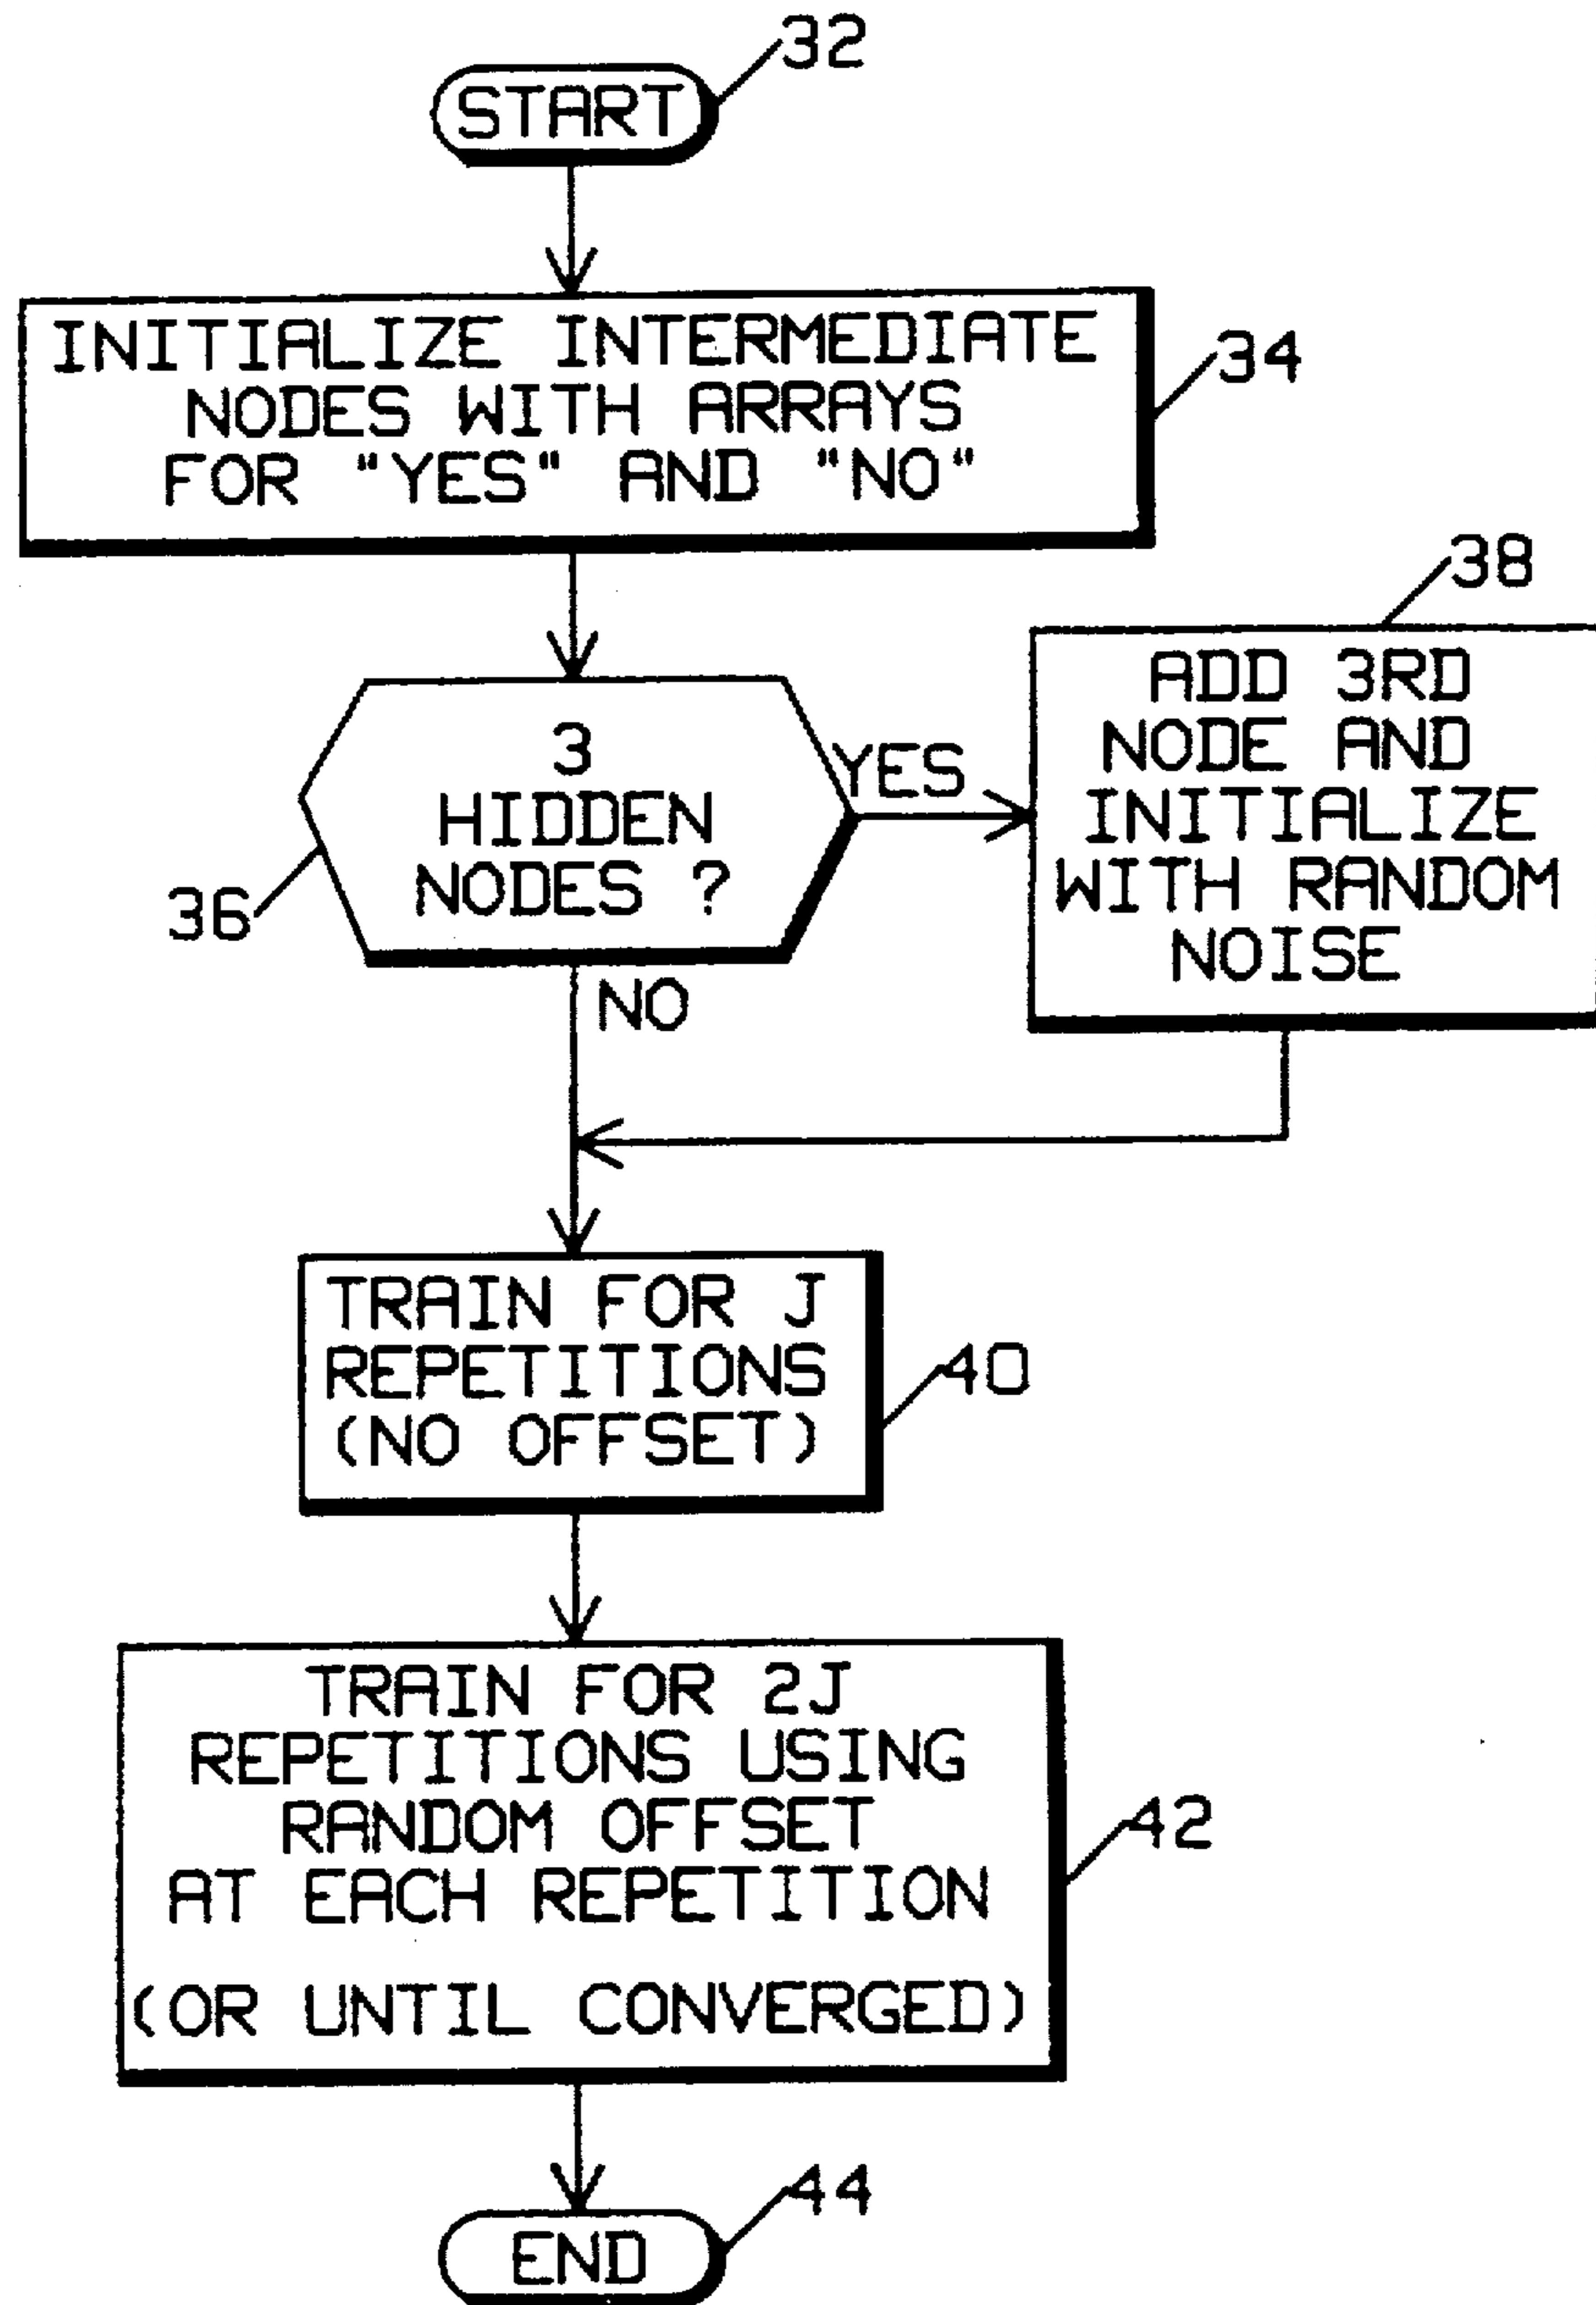 32
START
INITIALIZE INTERMEDIATE
NODES WITH ARRAYS
FOR "YES" AND "NO"
34
38
3
HIDDEN
NODES ?
36
YES
NO
ADD 3RD
NODE AND
INITIALIZE
WITH RANDOM
NOISE
TRAIN FOR J
REPETITIONS
(NO OFFSET)
40
TRAIN FOR 2J
REPETITIONS USING
RANDOM OFFSET
AT EACH REPETITION
(OR UNTIL CONVERGED)
42
44
END